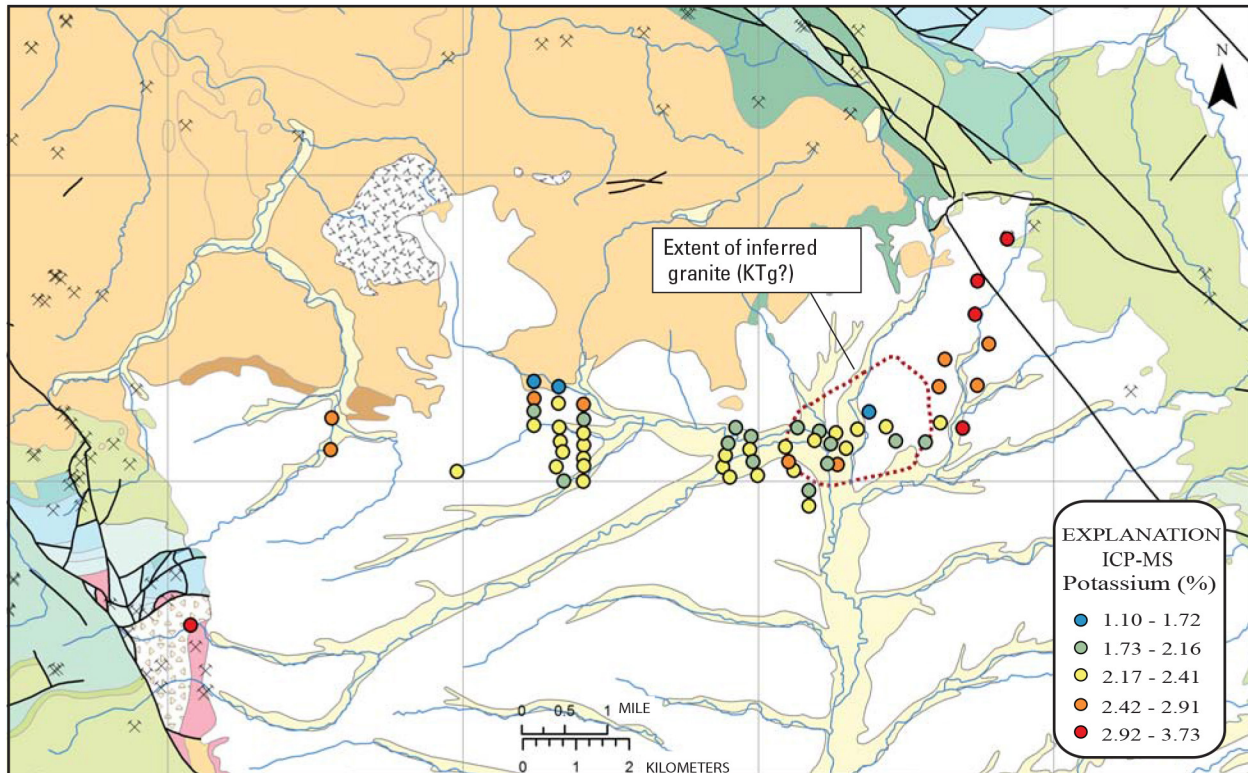 N
Extent of inferred
granite (KTg?)
EXPLANATION
ICP-MS
Potassium (%)
1.10 - 1.72
1.73 - 2.16
2.17 - 2.41
2.42 - 2.91
2.92 - 3.73
0 0.5 1 MILE
0 1 2 KILOMETERS